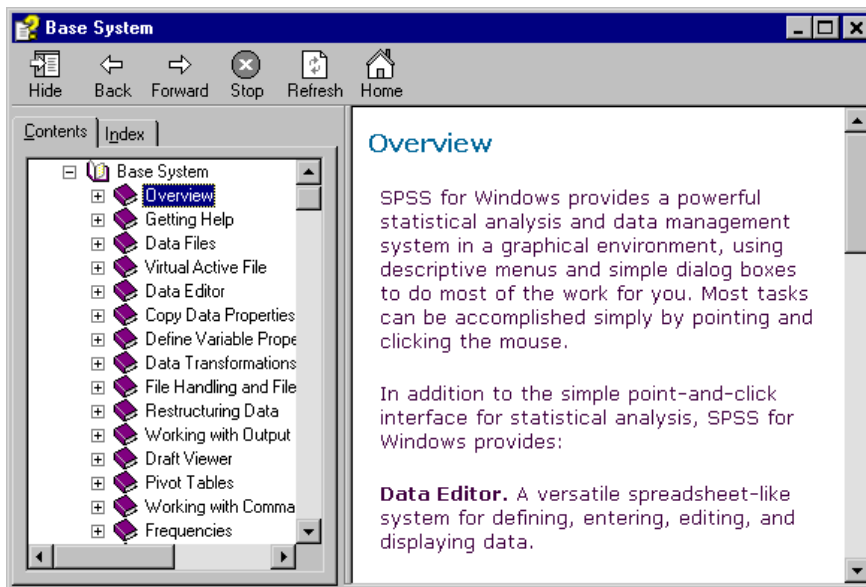 Base System
Hide Back Forward Stop Refresh Home
Contents Index
Base System
Overview
Getting Help
Data Files
Virtual Active File
Data Editor
Copy Data Properties
Define Variable Prope
Data Transformations
File Handling and File
Restructuring Data
Working with Output
Draft Viewer
Pivot Tables
Working with Comma
Frequencies
Overview
SPSS for Windows provides a powerful
statistical analysis and data management
system in a graphical environment, using
descriptive menus and simple dialog boxes
to do most of the work for you. Most tasks
can be accomplished simply by pointing and
clicking the mouse.
In addition to the simple point-and-click
interface for statistical analysis, SPSS for
Windows provides:
Data Editor. A versatile spreadsheet-like
system for defining, entering, editing, and
displaying data.